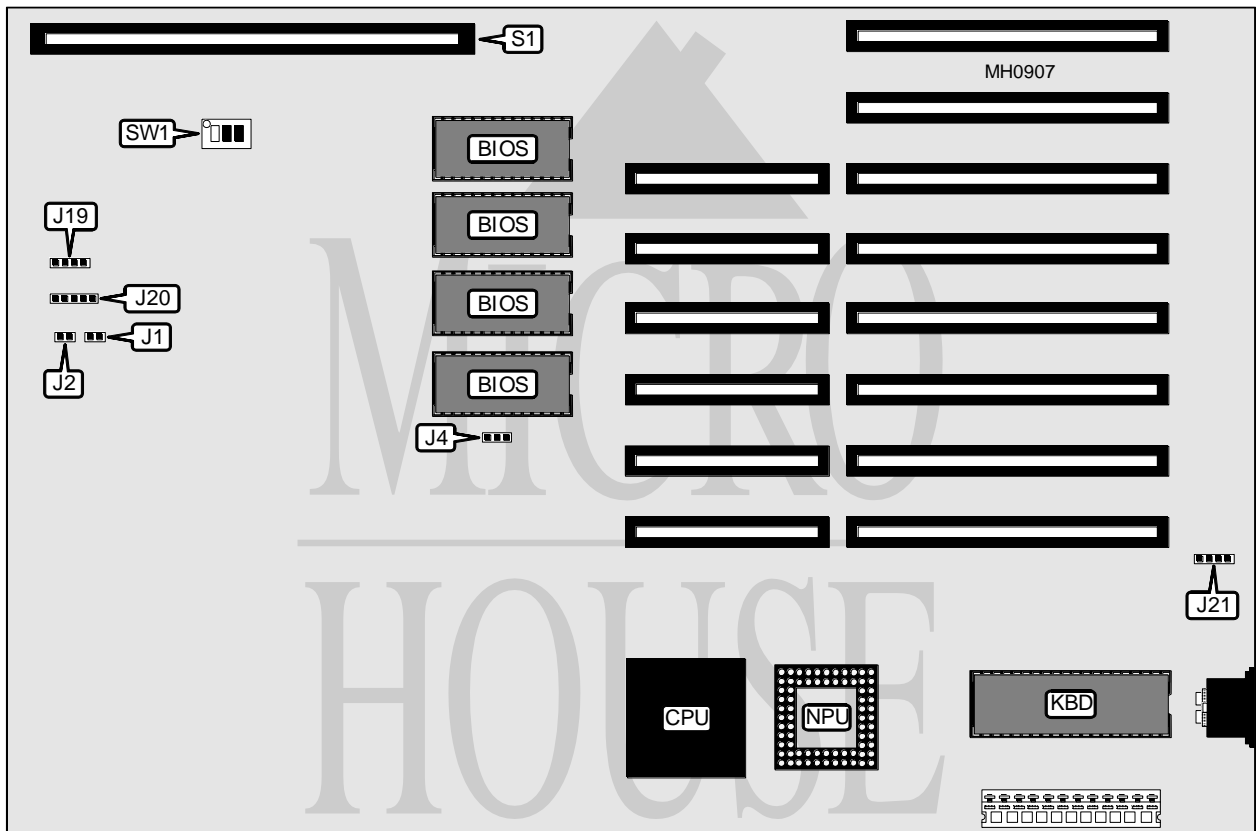 S1
MH0907
SW1
BIOS
BIOS
J19
J20
BIOS
J1
J2
BIOS
J4
MICRO
HOUSE
J21
CPU
NPU
KBD